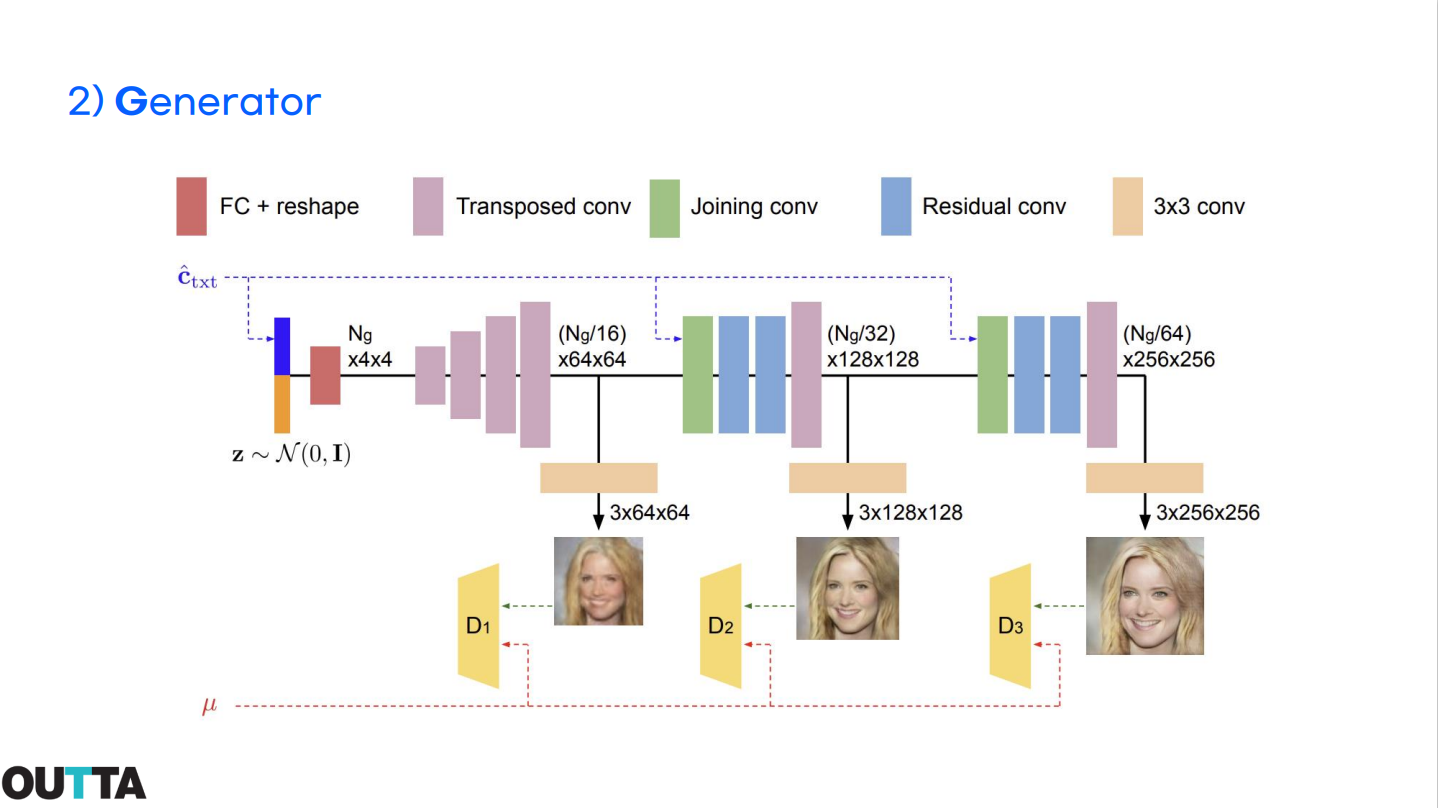 2) Generator
FC + reshape
Transposed conv
Joining conv
Residual conv
3x3 conv
ĉtxt
Ng
x4x4
(Ng/16)
x64x64
(Ng/32)
x128x128
(Ng/64)
x256x256
z ∼ 𝒩(0, I)
3x64x64
3x128x128
3x256x256
D1
D2
D3
μ
OUTTA